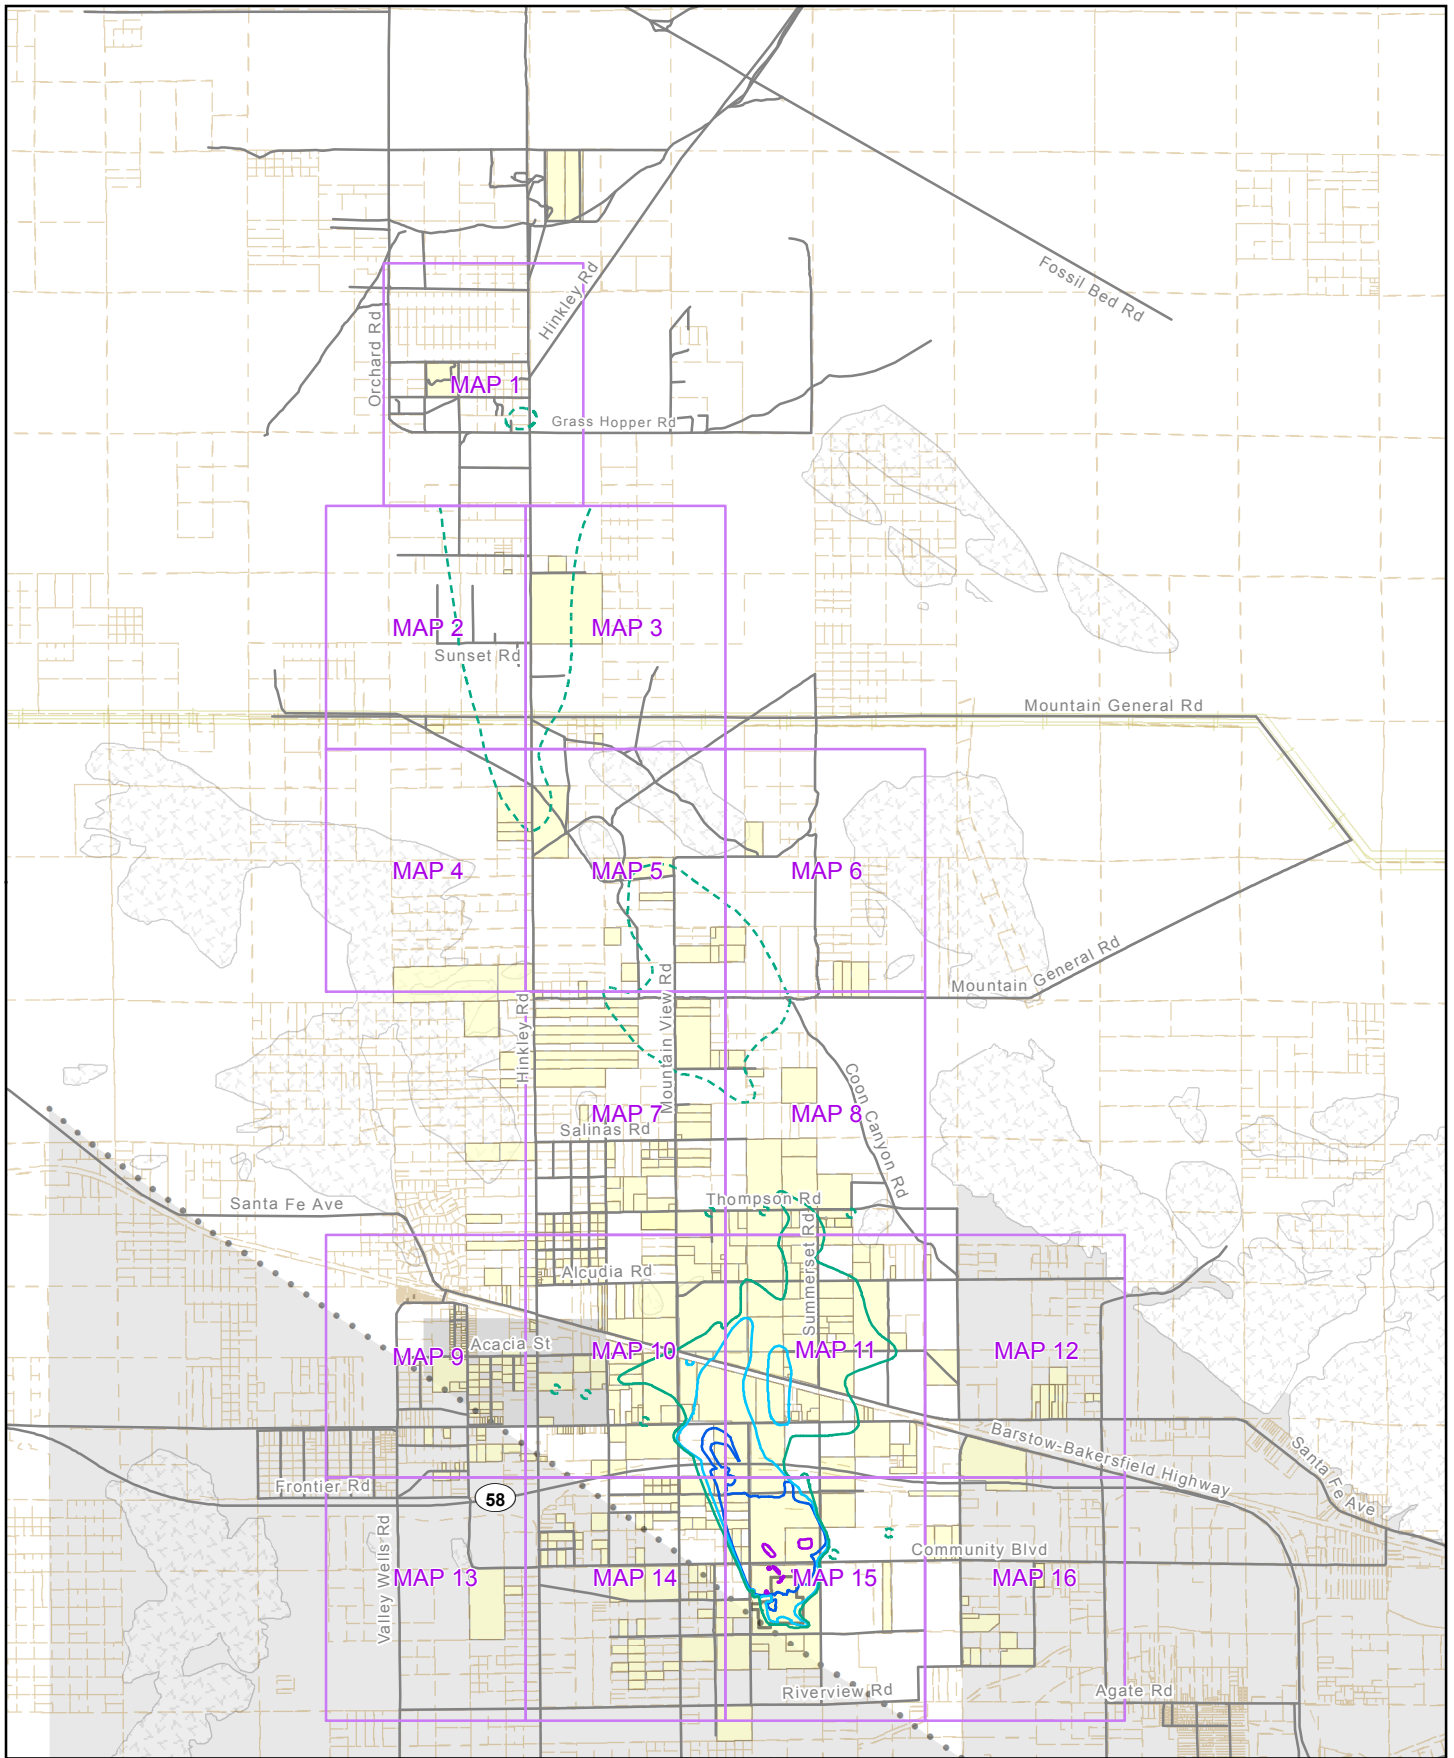 Fossil Bed Rd
Hinkley Rd
Orchard Rd
MAP 1
Grass Hopper Rd
MAP 2
MAP 3
Sunset Rd
Mountain General Rd
MAP 4
MAP 5
MAP 6
Mountain General Rd
Hinkley Rd
Mountain View Rd
Coon Canyon Rd
MAP 7
MAP 8
Salinas Rd
Santa Fe Ave
Thompson Rd
Summerset Rd
Alcudia Rd
Acacia St
MAP 9
MAP 10
MAP 11
MAP 12
Barstow-Bakersfield Highway
Santa Fe Ave
Frontier Rd
58
Valley Wells Rd
Community Blvd
MAP 13
MAP 14
MAP 15
MAP 16
Riverview Rd
Agate Rd